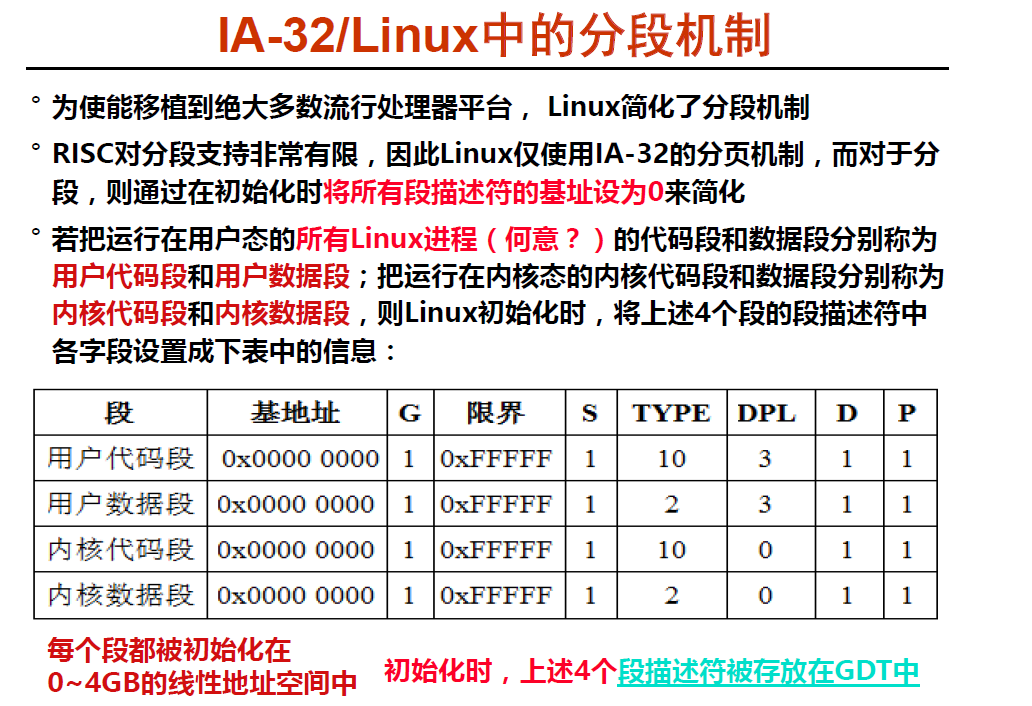 IA-32/Linux中的分段机制
° 为使能移植到绝大多数流行处理器平台， Linux简化了分段机制
° RISC对分段支持非常有限，因此Linux仅使用IA-32的分页机制，而对于分
段，则通过在初始化时将所有段描述符的基址设为0来简化
° 若把运行在用户态的所有Linux进程（何意？）的代码段和数据段分别称为
用户代码段和用户数据段；把运行在内核态的内核代码段和数据段分别称为
内核代码段和内核数据段，则Linux初始化时，将上述4个段的段描述符中
各字段设置成下表中的信息：
段 基地址 G 限界 S TYPE DPL D P
用户代码段 0x0000 0000 1 0xFFFFF 1 10 3 1 1
用户数据段 0x0000 0000 1 0xFFFFF 1 2 3 1 1
内核代码段 0x0000 0000 1 0xFFFFF 1 10 0 1 1
内核数据段 0x0000 0000 1 0xFFFFF 1 2 0 1 1
每个段都被初始化在
0~4GB的线性地址空间中
初始化时，上述4个段描述符被存放在GDT中